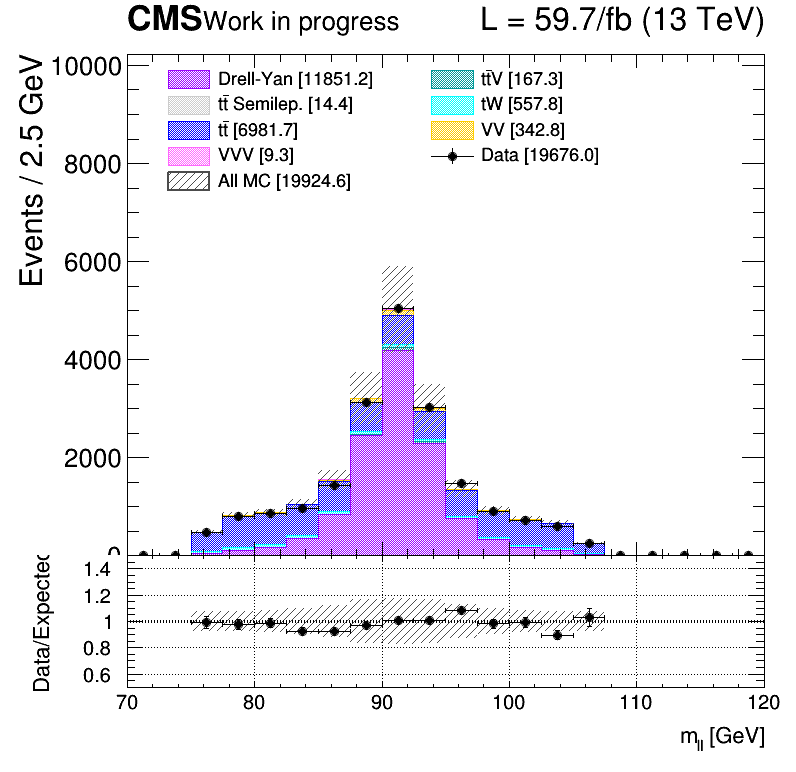 CMS Work in progress L = 59.7/fb (13 TeV)
Events / 2.5 GeV
10000
8000
6000
4000
2000
0
Drell-Yan [11851.2]
tt̄ Semilep. [14.4]
tt̄ [6981.7]
VVV [9.3]
All MC [19924.6]
tt̄V [167.3]
tW [557.8]
VV [342.8]
Data [19676.0]
Data/Expected
1.4
1.2
1
0.8
0.6
70 80 90 100 110 120
m_ll [GeV]